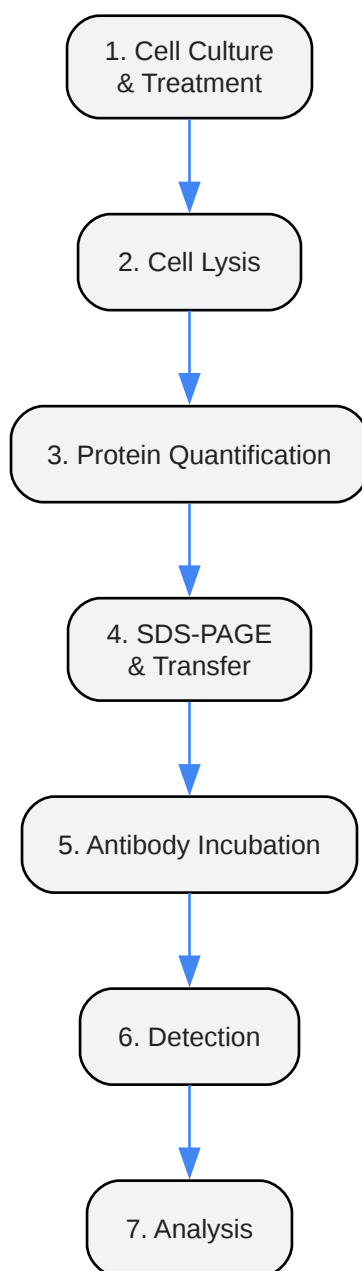 1. Cell Culture
& Treatment
2. Cell Lysis
3. Protein Quantification
4. SDS-PAGE
& Transfer
5. Antibody Incubation
6. Detection
7. Analysis